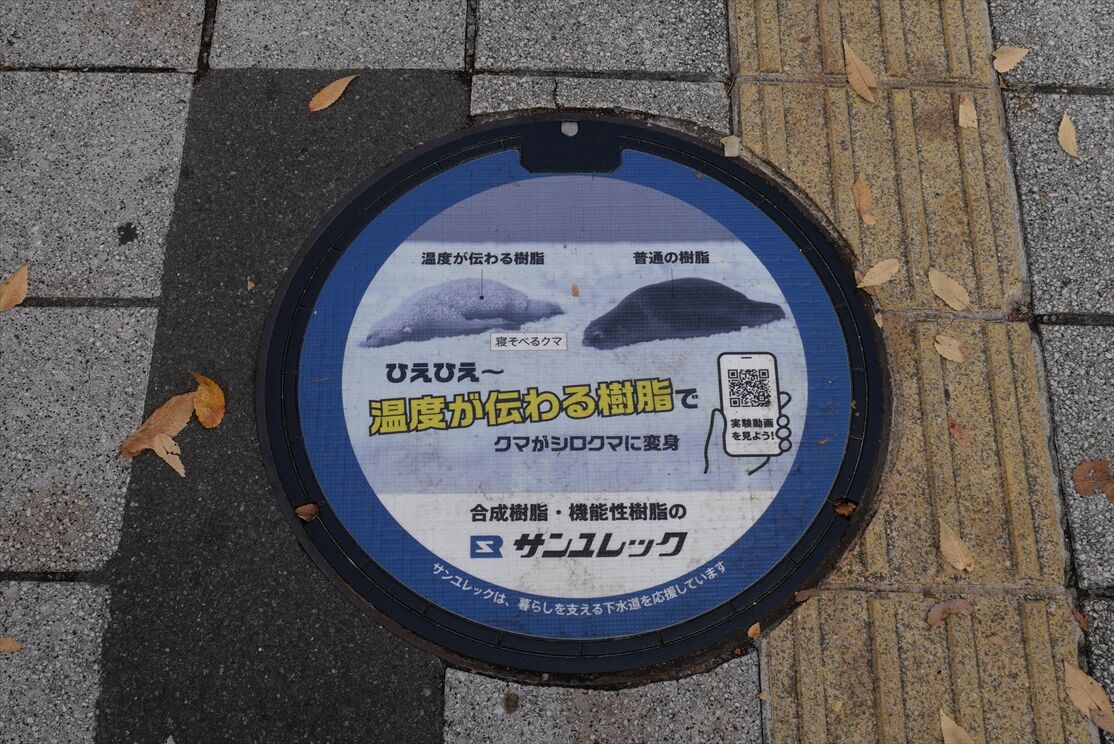 温度が伝わる樹脂
普通の樹脂
寝そべるクマ
ひえひえ～
温度が伝わる樹脂で
クマがシロクマに変身
実験動画
を見よう!
合成樹脂・機能性樹脂の
サンユレック
サンユレックは、暮らしを支える下水道を応援しています